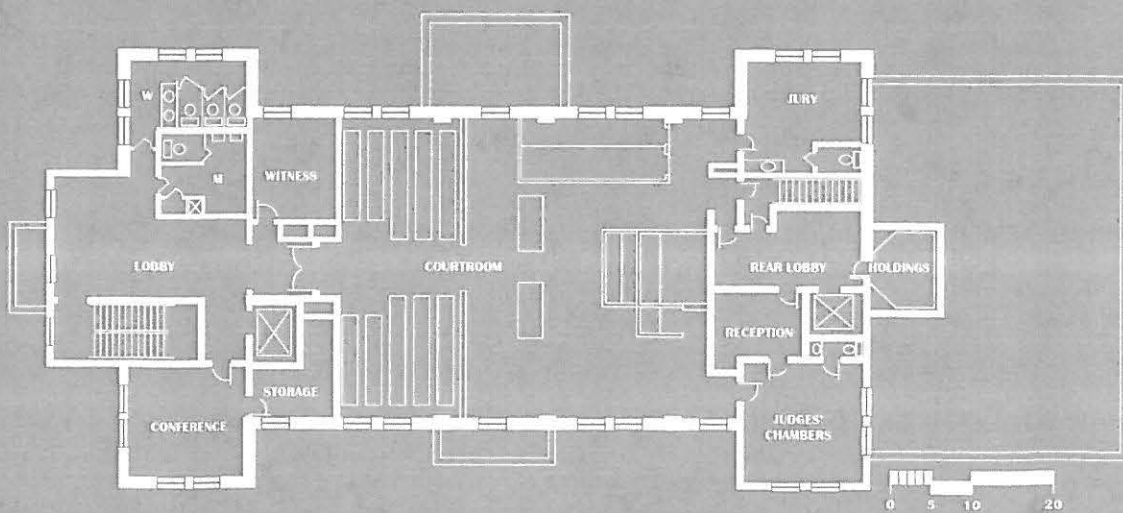 W
JURY
M
WITNESS
LOBBY
COURTROOM
REAR LOBBY
HOLDINGS
RECEPTION
STORAGE
CONFERENCE
JUDGES'
CHAMBERS
0 5 10 20